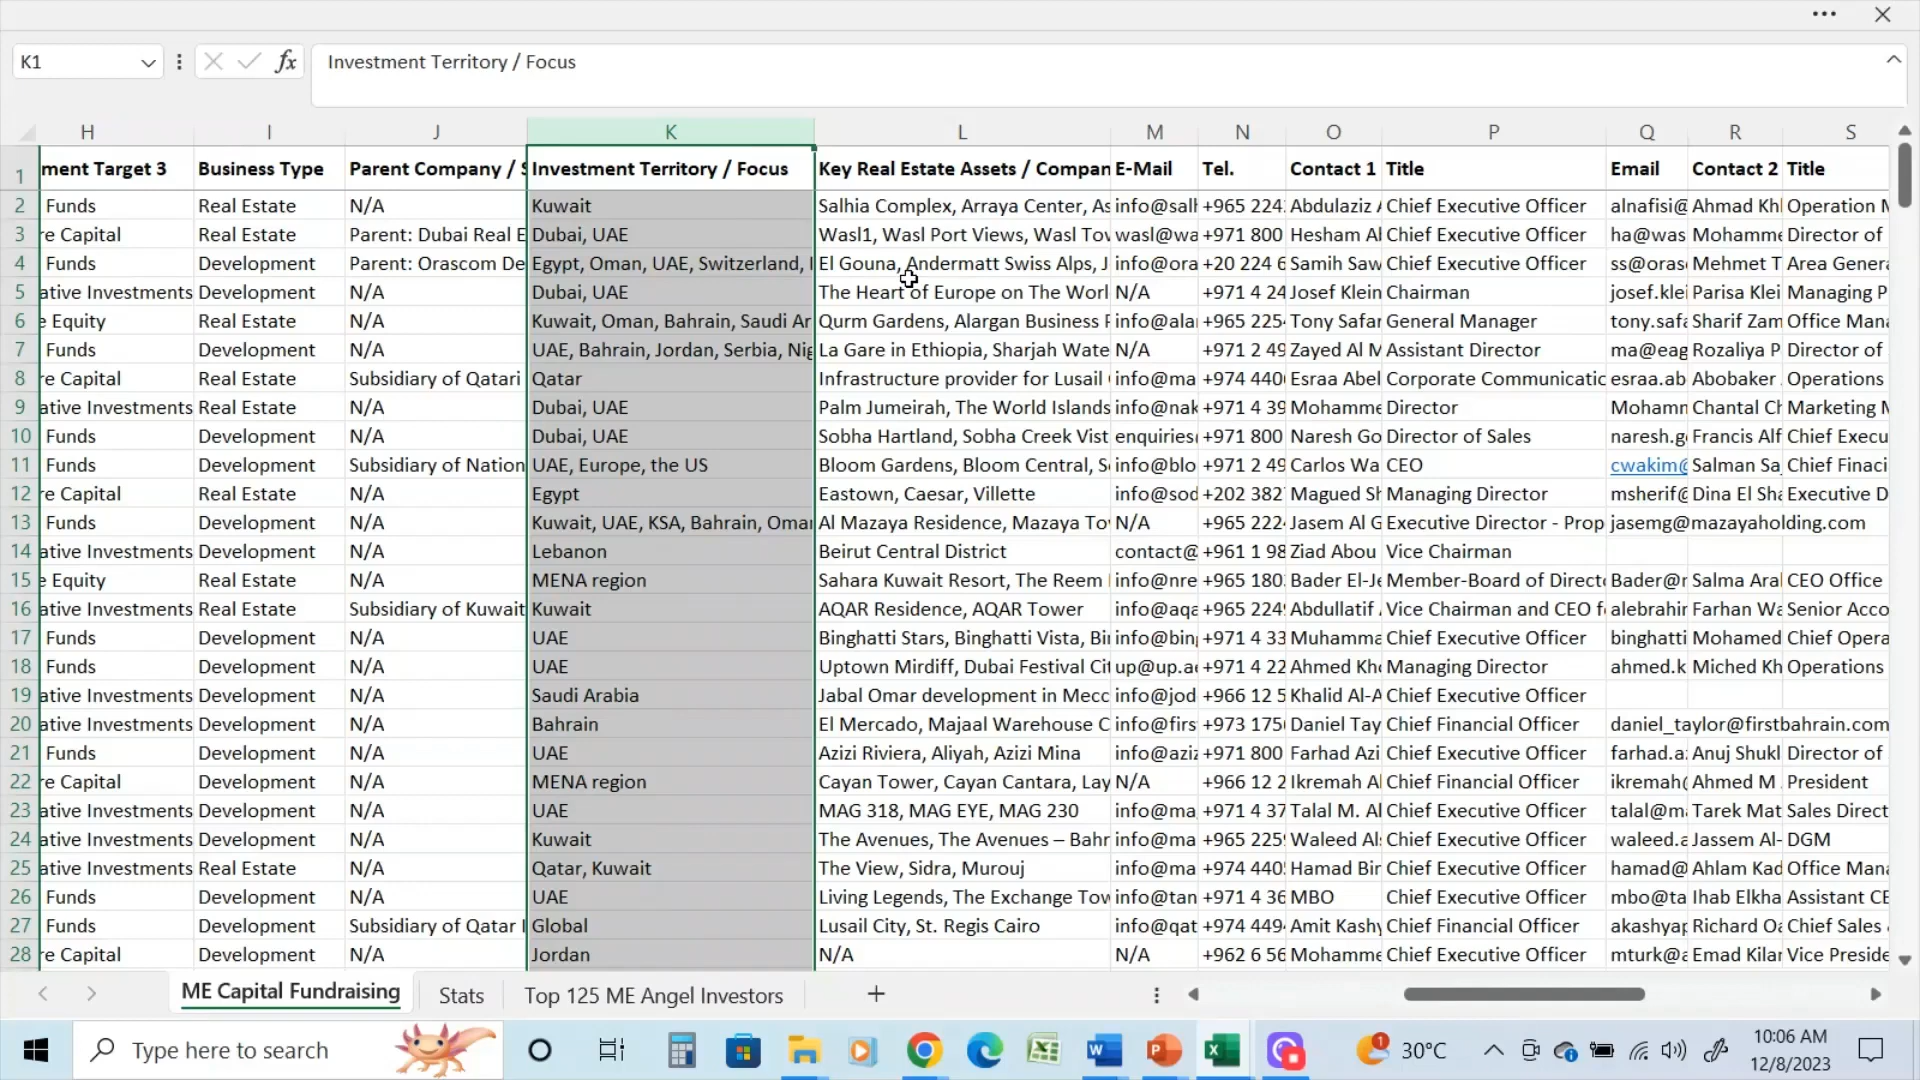 K1 fx Investment Territory / Focus
H I J K L M N O P Q R S
1 ment Target 3 Business Type Parent Company / S Investment Territory / Focus Key Real Estate Assets / Compan E-Mail Tel. Contact 1 Title Email Contact 2 Title
2 Funds Real Estate N/A Kuwait Salhia Complex, Arraya Center, As info@salh +965 224 Abdulaziz A Chief Executive Officer alnafisi@ Ahmad Kh Operation M
3 re Capital Real Estate Parent: Dubai Real E Dubai, UAE Wasl1, Wasl Port Views, Wasl Tov wasl@wa +971 800 Hesham Al Chief Executive Officer ha@was Mohamme Director of
4 Funds Development Parent: Orascom De Egypt, Oman, UAE, Switzerland, El Gouna, Andermatt Swiss Alps, J info@ora +20 224 6 Samih Saw Chief Executive Officer ss@oras Mehmet T Area Genera
5 ative Investments Development N/A Dubai, UAE The Heart of Europe on The Worl N/A +971 4 24 Josef Klein Chairman josef.klei Parisa Klei Managing P
6 e Equity Real Estate N/A Kuwait, Oman, Bahrain, Saudi Ar Qurm Gardens, Alargan Business P info@ala +965 225 Tony Safar General Manager tony.safa Sharif Zam Office Mana
7 Funds Development N/A UAE, Bahrain, Jordan, Serbia, Nig La Gare in Ethiopia, Sharjah Wate N/A +971 2 49 Zayed Al M Assistant Director ma@eag Rozaliya P Director of
8 re Capital Real Estate Subsidiary of Qatari Qatar Infrastructure provider for Lusail info@ma +974 440 Esraa Abel Corporate Communicatic esraa.ab Abobaker Operations
9 ative Investments Real Estate N/A Dubai, UAE Palm Jumeirah, The World Islands info@nak +971 4 39 Mohamme Director Moham Chantal Ch Marketing M
10 Funds Development N/A Dubai, UAE Sobha Hartland, Sobha Creek Vist enquiries +971 800 Naresh Go Director of Sales naresh.g Francis Alf Chief Execu
11 Funds Development Subsidiary of Nation UAE, Europe, the US Bloom Gardens, Bloom Central, S info@blo +971 2 49 Carlos Wa CEO cwakim@ Salman Sa Chief Finaci
12 re Capital Real Estate N/A Egypt Eastown, Caesar, Villette info@sod +202 382 Magued Sh Managing Director msherif@ Dina El Sha Executive D
13 Funds Development N/A Kuwait, UAE, KSA, Bahrain, Oman Al Mazaya Residence, Mazaya To N/A +965 222 Jasem Al G Executive Director - Prop jasemg@mazayaholding.com
14 ative Investments Development N/A Lebanon Beirut Central District contact@ +961 1 98 Ziad Abou Vice Chairman
15 e Equity Real Estate N/A MENA region Sahara Kuwait Resort, The Reem info@nre +965 180 Bader El-Je Member-Board of Directo Bader@n Salma Aral CEO Office
16 ative Investments Real Estate Subsidiary of Kuwait Kuwait AQAR Residence, AQAR Tower info@aqa +965 224 Abdullatif Vice Chairman and CEO f alebrahir Farhan Wa Senior Acco
17 Funds Development N/A UAE Binghatti Stars, Binghatti Vista, Bi info@bin +971 4 33 Muhamma Chief Executive Officer binghatti Mohamed Chief Opera
18 Funds Development N/A UAE Uptown Mirdiff, Dubai Festival Cit up@up.a +971 4 22 Ahmed Kho Managing Director ahmed.k Miched Kh Operations
19 ative Investments Development N/A Saudi Arabia Jabal Omar development in Mecc info@jod +966 12 5 Khalid Al-A Chief Executive Officer
20 ative Investments Development N/A Bahrain El Mercado, Majaal Warehouse C info@firs +973 175 Daniel Tay Chief Financial Officer daniel_taylor@firstbahrain.com
21 Funds Development N/A UAE Azizi Riviera, Aliyah, Azizi Mina info@aziz +971 800 Farhad Azi Chief Executive Officer farhad.a Anuj Shukl Director of
22 re Capital Development N/A MENA region Cayan Tower, Cayan Cantara, Lay N/A +966 12 2 Ikremah Al Chief Financial Officer ikremah Ahmed M President
23 ative Investments Development N/A UAE MAG 318, MAG EYE, MAG 230 info@ma +971 4 37 Talal M. Al Chief Executive Officer talal@m Tarek Mat Sales Direct
24 ative Investments Development N/A Kuwait The Avenues, The Avenues – Bahr info@ma +965 225 Waleed Al Chief Executive Officer waleed.a Jassem Al- DGM
25 ative Investments Real Estate N/A Qatar, Kuwait The View, Sidra, Murouj info@ma +974 440 Hamad Bin Chief Executive Officer hamad@ Ahlam Kad Office Mana
26 Funds Development N/A UAE Living Legends, The Exchange Tow info@tan +971 4 36 MBO Chief Executive Officer mbo@ta Ihab Elkha Assistant CE
27 Funds Development Subsidiary of Qatar Global Lusail City, St. Regis Cairo info@qat +974 449 Amit Kashy Chief Financial Officer akashyap Richard Oa Chief Sales
28 re Capital Development N/A Jordan N/A N/A +962 6 56 Mohamme Chief Executive Officer mturk@a Emad Kilar Vice Preside
ME Capital Fundraising Stats Top 125 ME Angel Investors
Type here to search
1 30°C
10:06 AM
12/8/2023